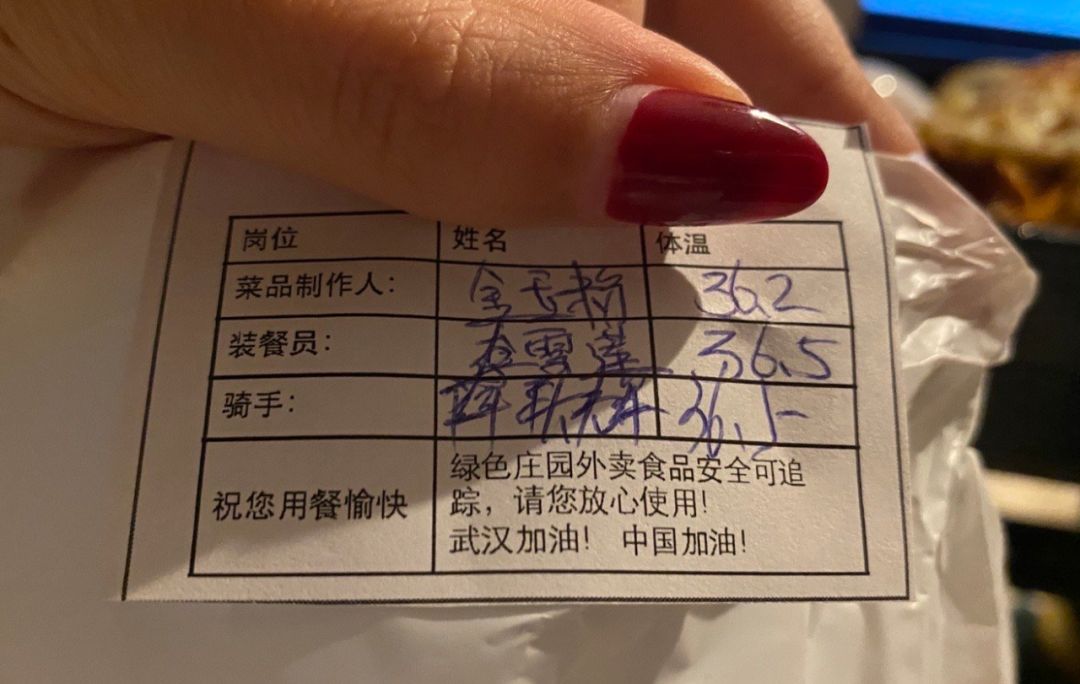 岗位 姓名 体温
菜品制作人： 36.2
装餐员： 36.5
骑手： 36.5
祝您用餐愉快
绿色庄园外卖食品安全可追
踪，请您放心使用！
武汉加油！ 中国加油！